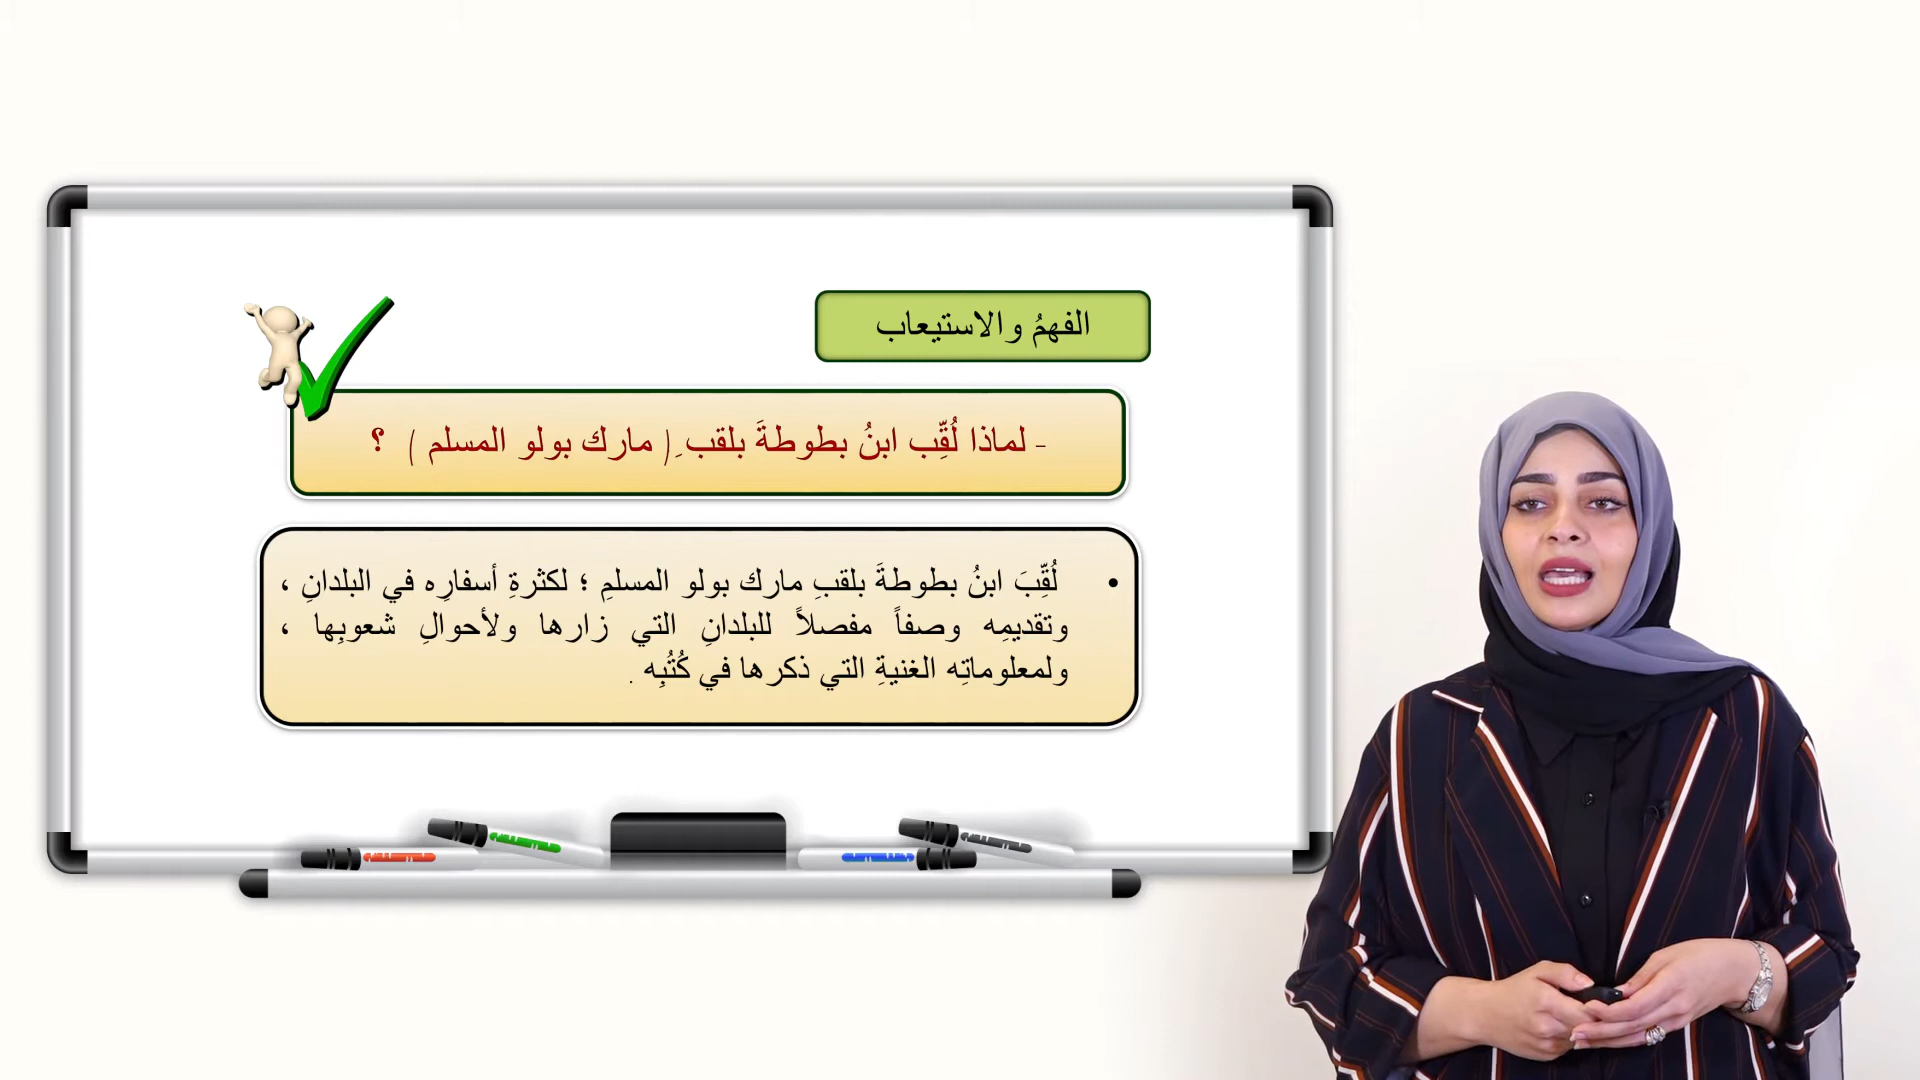 الفهمُ والاستيعاب
- لماذا لُقِّب ابنُ بطوطةَ بلقبِ ( مارك بولو المسلم ) ؟
• لُقِّبَ ابنُ بطوطةَ بلقبِ مارك بولو المسلمِ ؛ لكثرةِ أسفارِه في البلدانِ ،
وتقديمِه وصفاً مفصلاً للبلدانِ التي زارها ولأحوالِ شعوبِها ،
ولمعلوماتِه الغنيةِ التي ذكرها في كُتُبِه .